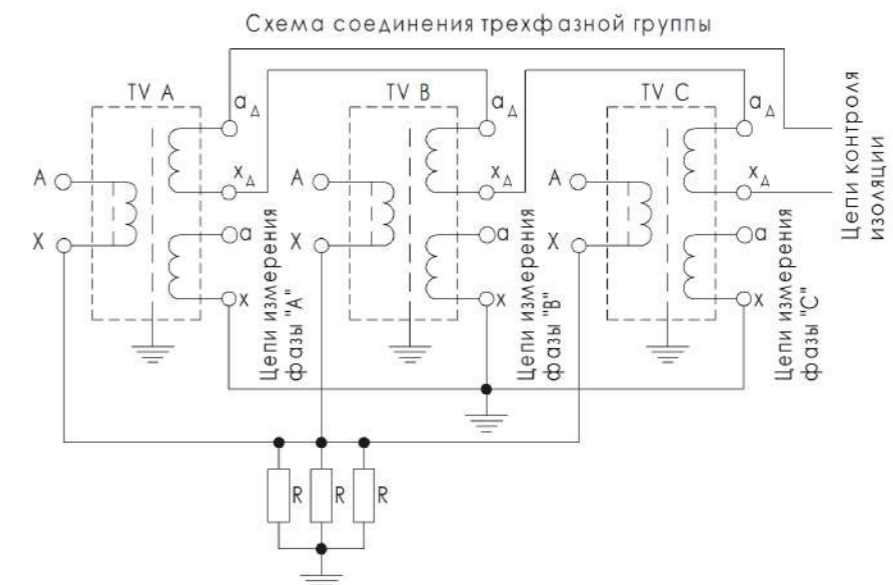 Схема соединения трехфазной группы
TV A
TV B
TV C
a Δ
a Δ
a Δ
x Δ
x Δ
x Δ
A
A
A
X
X
X
a
a
a
x
x
x
Цепи измерения
фазы "A"
Цепи измерения
фазы "B"
Цепи измерения
фазы "C"
Цепи контроля
изоляции
R
R
R